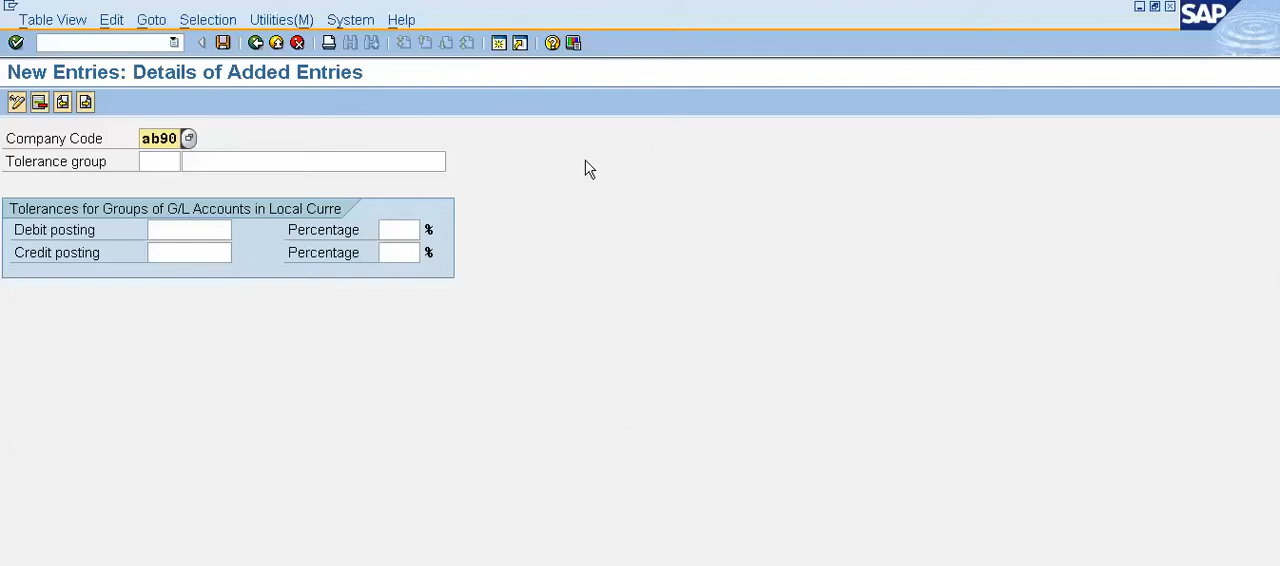 Table View Edit Goto Selection Utilities(M) System Help
SAP
New Entries: Details of Added Entries
Company Code ab90
Tolerance group
Tolerances for Groups of G/L Accounts in Local Curre
Debit posting Percentage %
Credit posting Percentage %